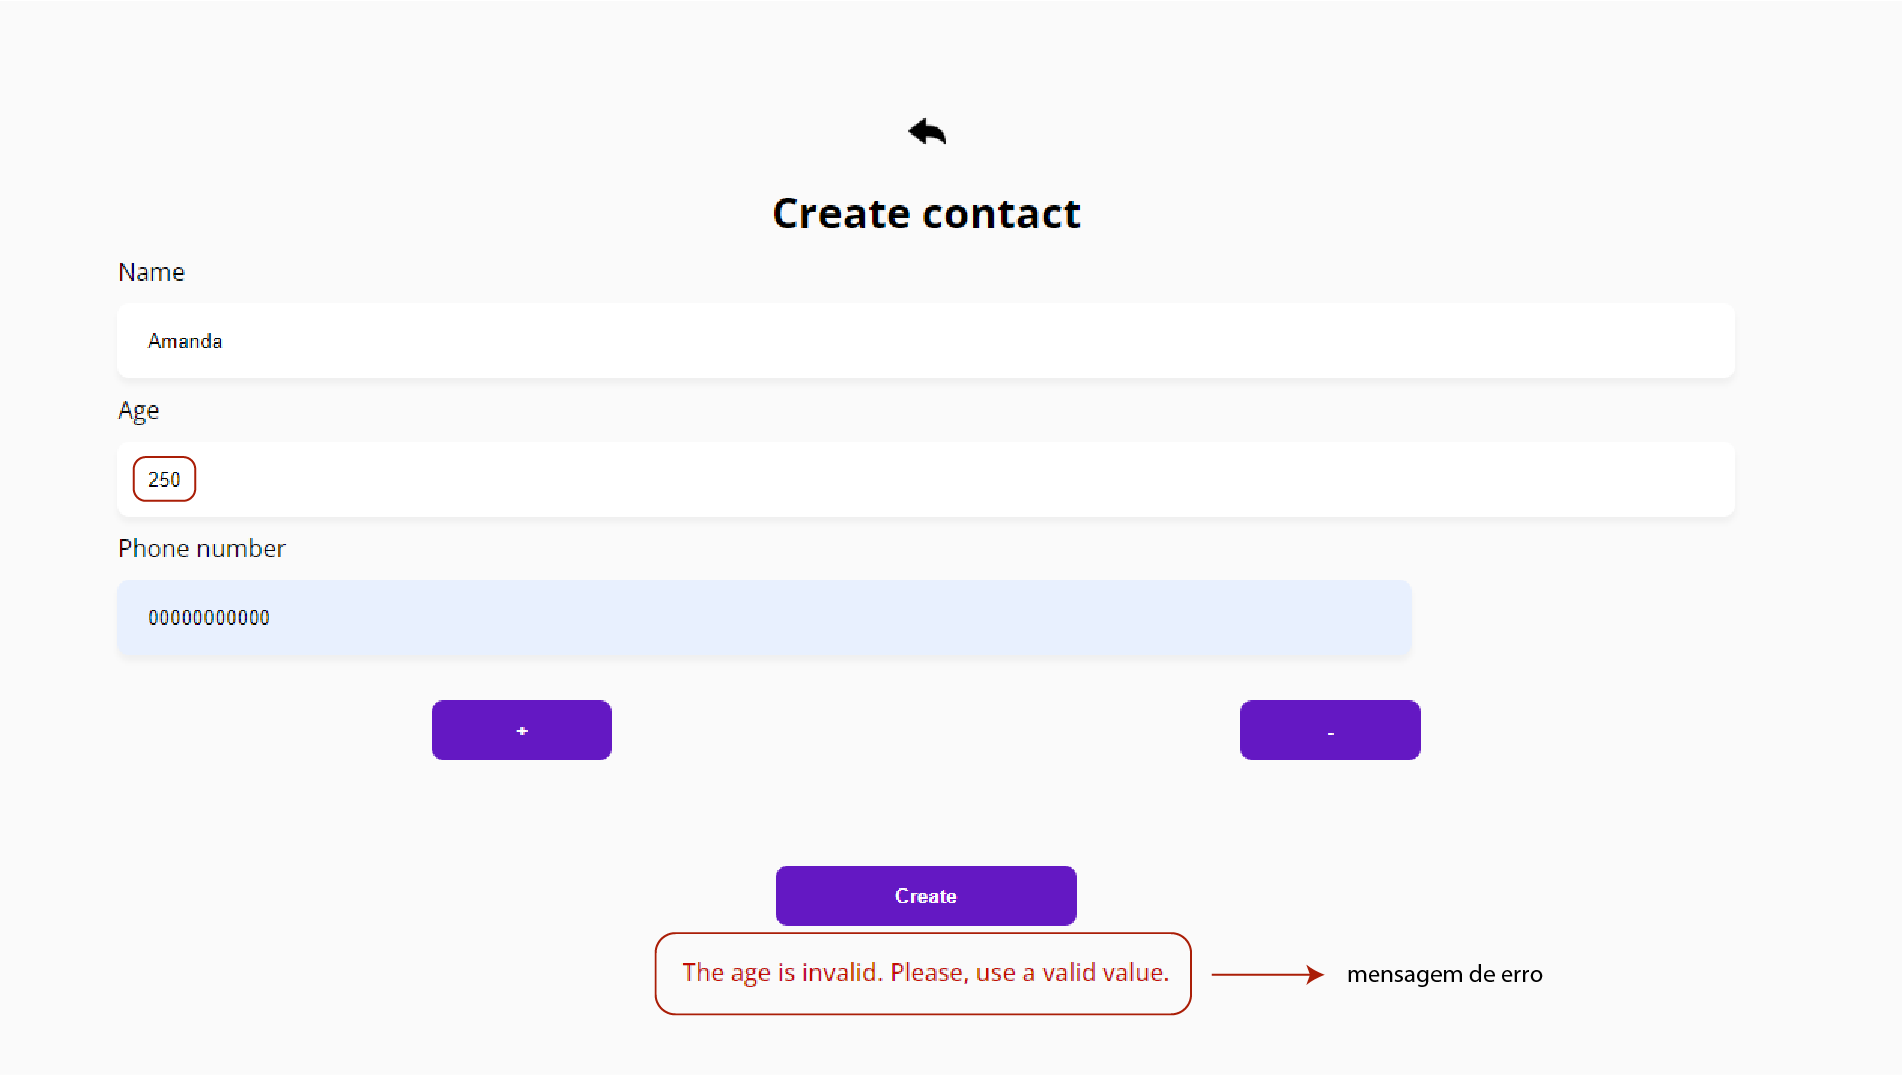 Create contact
Name
Amanda
Age
250
Phone number
00000000000
+
-
Create
The age is invalid. Please, use a valid value.
mensagem de erro